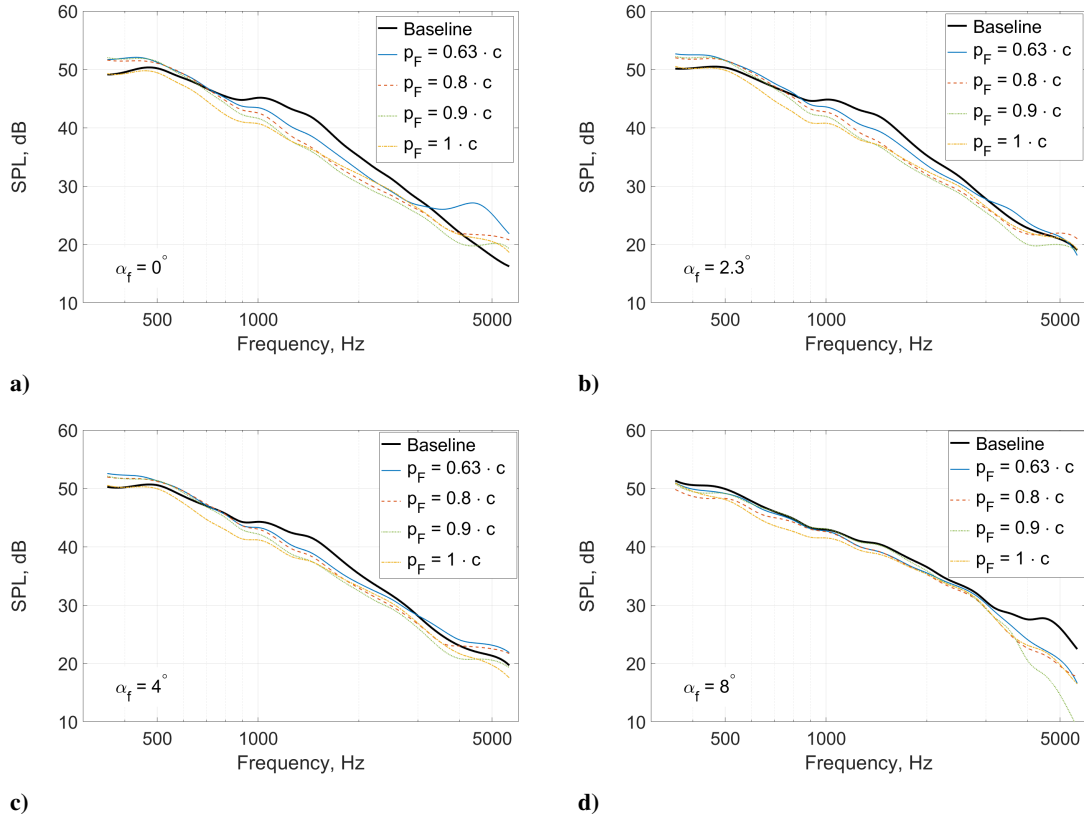 60
50
40
30
20
10
SPL, dB
500 1000 5000
Frequency, Hz
α_f = 0°
Baseline
p_F = 0.63 · c
p_F = 0.8 · c
p_F = 0.9 · c
p_F = 1 · c
a)
60
50
40
30
20
10
SPL, dB
500 1000 5000
Frequency, Hz
α_f = 2.3°
Baseline
p_F = 0.63 · c
p_F = 0.8 · c
p_F = 0.9 · c
p_F = 1 · c
b)
60
50
40
30
20
10
SPL, dB
500 1000 5000
Frequency, Hz
α_f = 4°
Baseline
p_F = 0.63 · c
p_F = 0.8 · c
p_F = 0.9 · c
p_F = 1 · c
c)
60
50
40
30
20
10
SPL, dB
500 1000 5000
Frequency, Hz
α_f = 8°
Baseline
p_F = 0.63 · c
p_F = 0.8 · c
p_F = 0.9 · c
p_F = 1 · c
d)